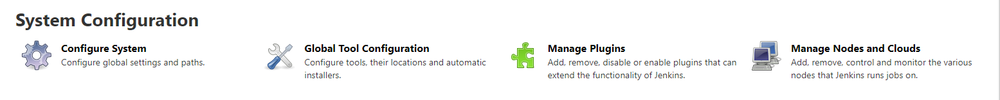 System Configuration
Configure System
Configure global settings and paths.
Global Tool Configuration
Configure tools, their locations and automatic
installers.
Manage Plugins
Add, remove, disable or enable plugins that can
extend the functionality of Jenkins.
Manage Nodes and Clouds
Add, remove, control and monitor the various
nodes that Jenkins runs jobs on.